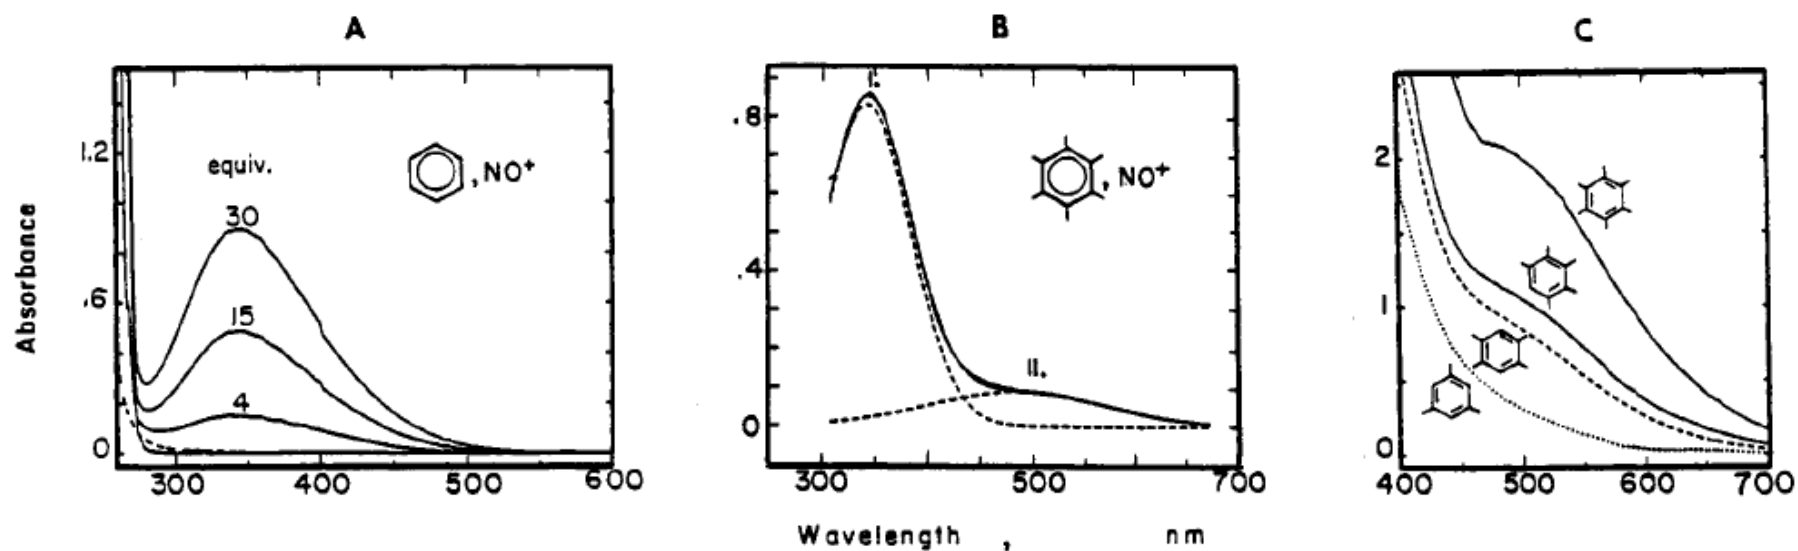 A
B
C
Absorbance
1.2
.6
0
equiv.
30
15
4
, NO⁺
300 400 500 600
.8
.4
0
I.
, NO⁺
II.
300 500 700
2
1
0
400 500 600 700
Wavelength , nm